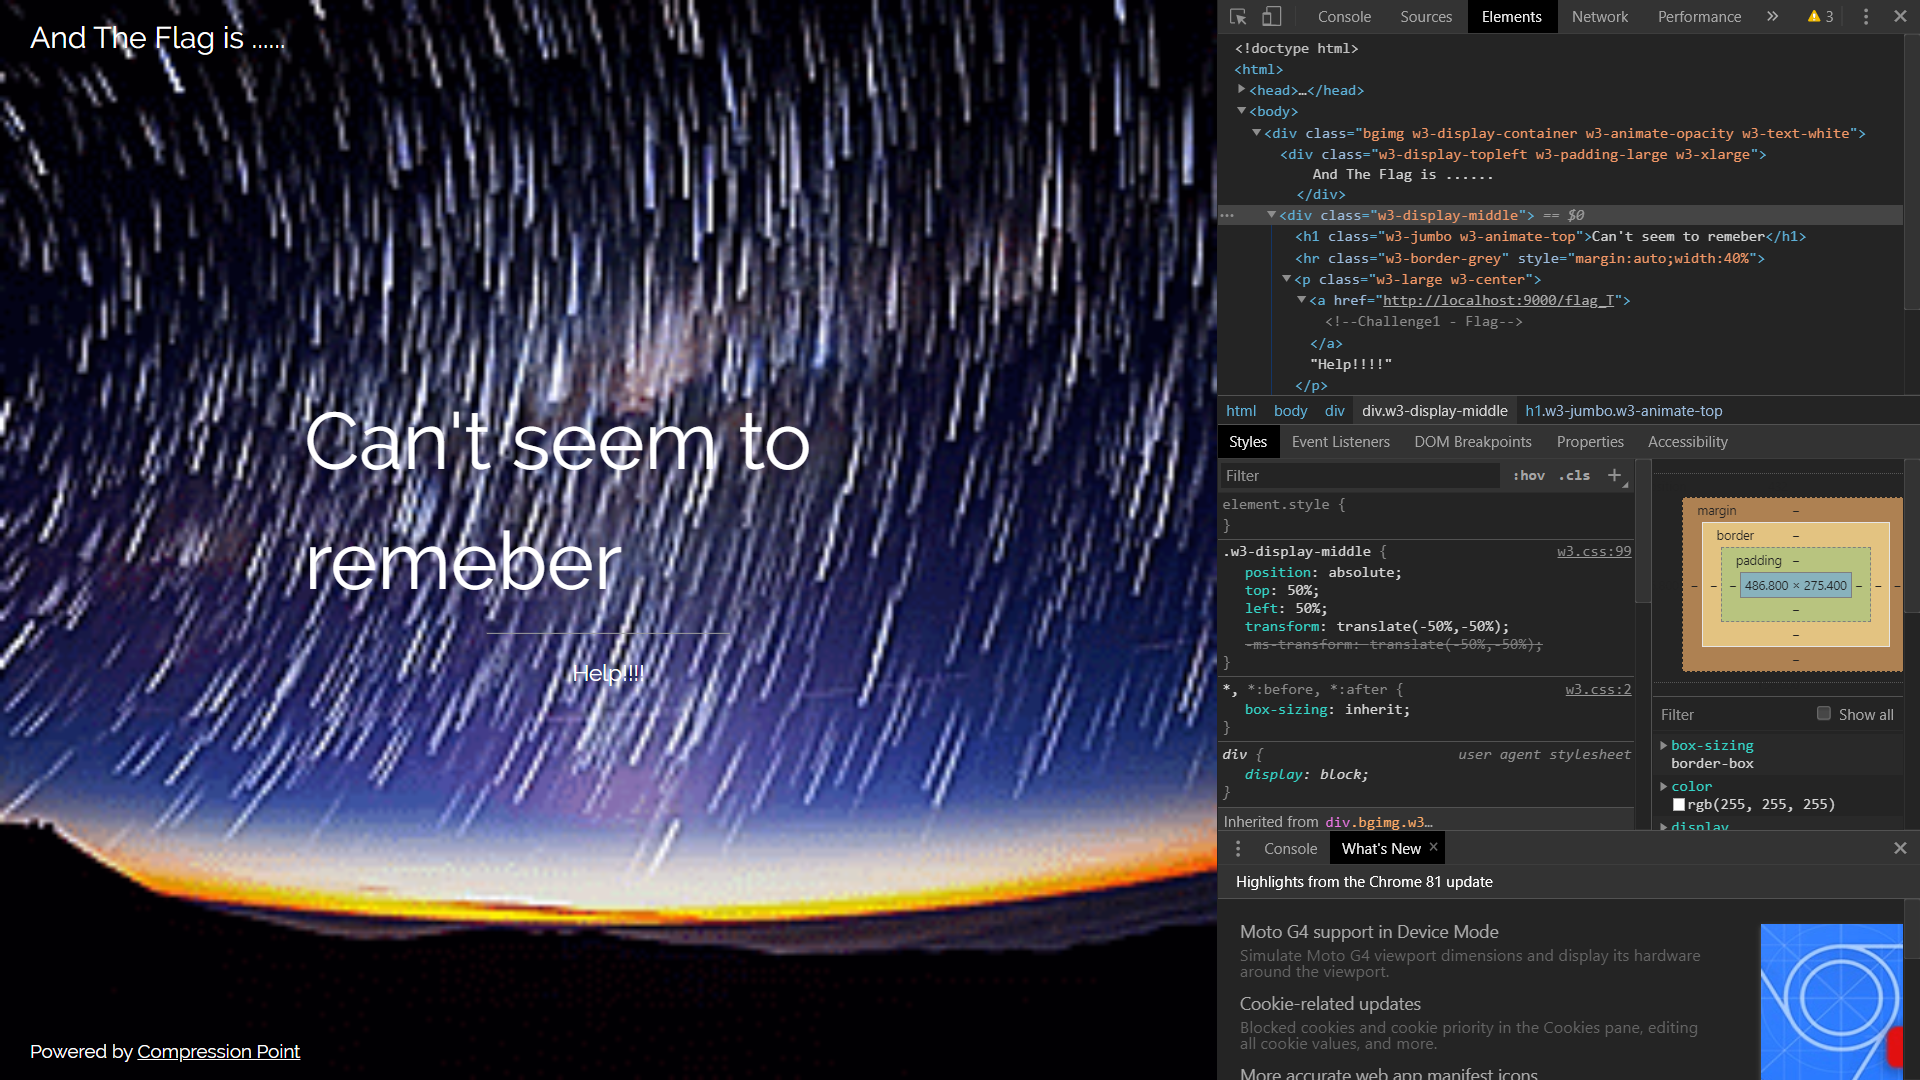 And The Flag is ......
Can't seem to
remeber
Help!!!!
Powered by Compression Point
Console Sources Elements Network Performance » 3
<!doctype html>
<html>
<head>…</head>
<body>
<div class="bgimg w3-display-container w3-animate-opacity w3-text-white">
<div class="w3-display-topleft w3-padding-large w3-xlarge">
And The Flag is ......
</div>
<div class="w3-display-middle"> == $0
<h1 class="w3-jumbo w3-animate-top">Can't seem to remeber</h1>
<hr class="w3-border-grey" style="margin:auto;width:40%">
<p class="w3-large w3-center">
<a href="http://localhost:9000/flag_T">
<!--Challenge1 - Flag-->
</a>
"Help!!!!"
</p>
html body div div.w3-display-middle h1.w3-jumbo.w3-animate-top
Styles Event Listeners DOM Breakpoints Properties Accessibility
Filter :hov .cls +
element.style {
}
.w3-display-middle { w3.css:99
position: absolute;
top: 50%;
left: 50%;
transform: translate(-50%,-50%);
-ms-transform: translate(-50%,-50%);
}
*, *:before, *:after { w3.css:2
box-sizing: inherit;
}
div { user agent stylesheet
display: block;
}
Inherited from div.bgimg.w3…
margin –
border –
padding –
– – – 486.800 × 275.400 – – –
–
–
–
Filter Show all
box-sizing
border-box
color
rgb(255, 255, 255)
display
Console What's New ×
Highlights from the Chrome 81 update
Moto G4 support in Device Mode
Simulate Moto G4 viewport dimensions and display its hardware
around the viewport.
Cookie-related updates
Blocked cookies and cookie priority in the Cookies pane, editing
all cookie values, and more.
More accurate web app manifest icons